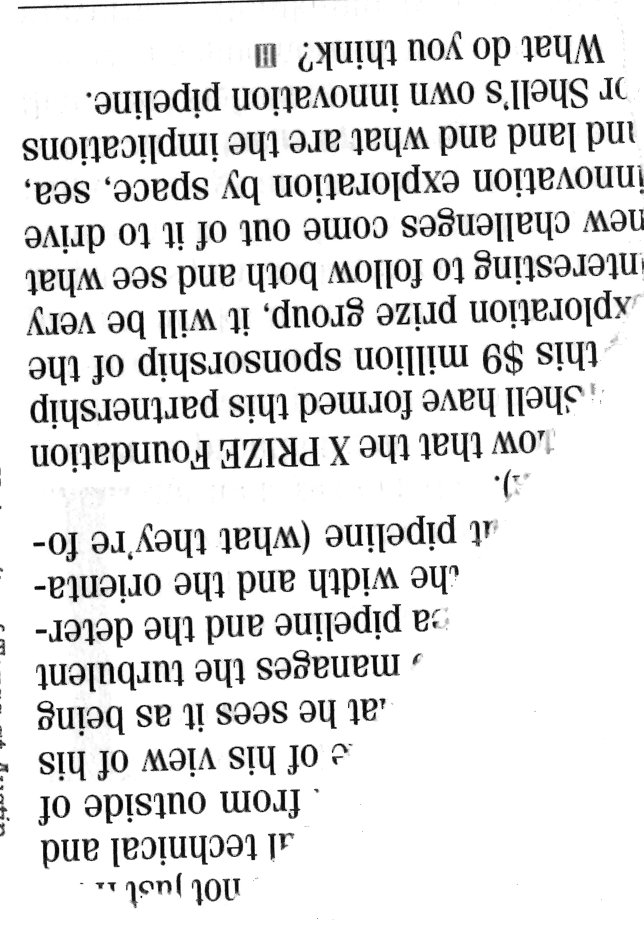 not just
technical and
from outside of
of his view of his
he sees it as being
manages the turbulent
a pipeline and the deter-
the width and the orienta-
pipeline (what they're fo-
).
that the X PRIZE Foundation
Shell have formed this partnership
this $9 million sponsorship of the
xploration prize group, it will be very
nteresting to follow both and see what
new challenges come out of it to drive
innovation exploration by space, sea,
and land and what are the implications
or Shell's own innovation pipeline.
What do you think?